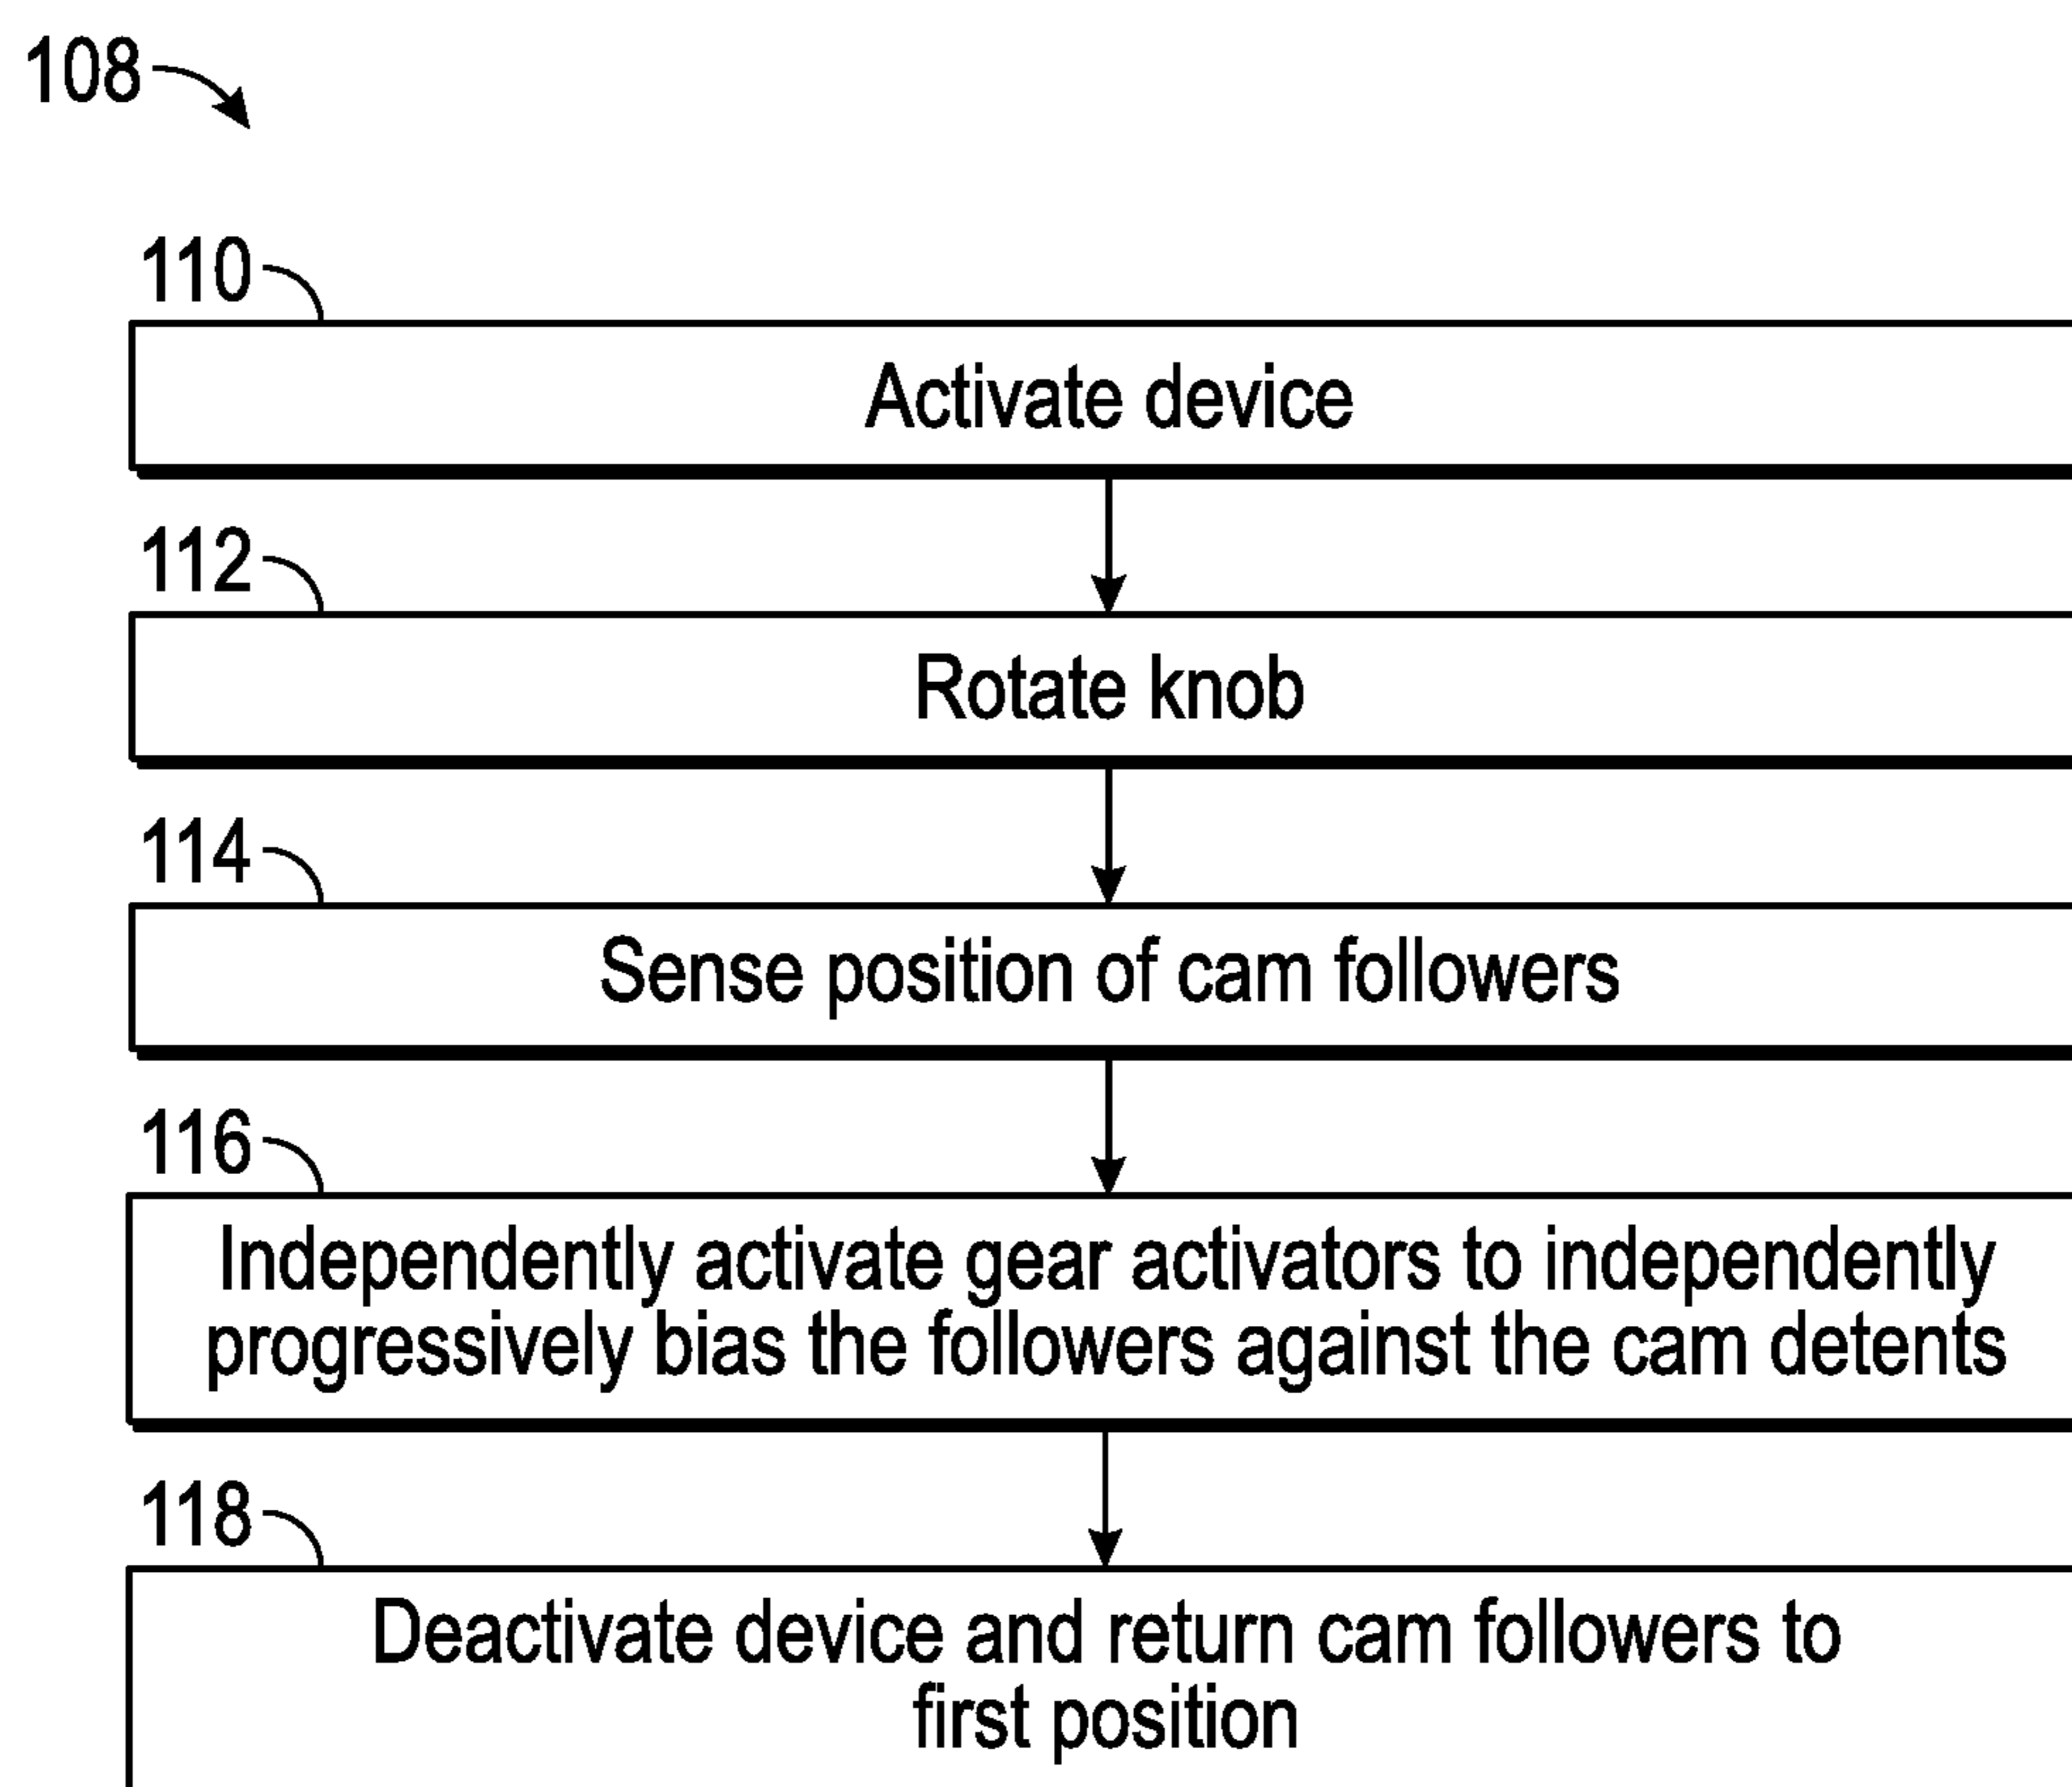 108
110
Activate device
112
Rotate knob
114
Sense position of cam followers
116
Independently activate gear activators to independently
progressively bias the followers against the cam detents
118
Deactivate device and return cam followers to
first position